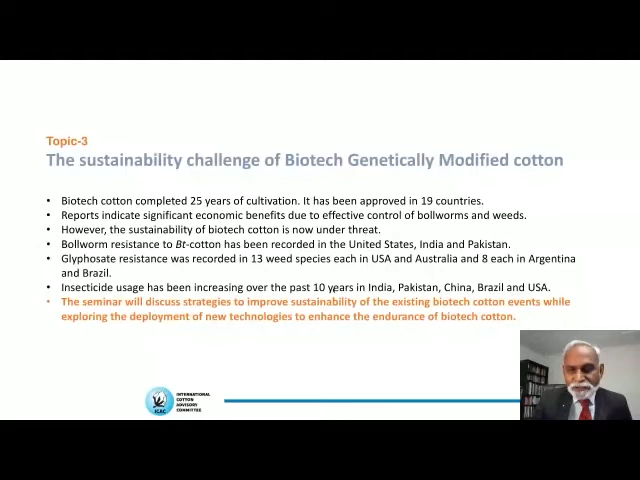 Topic-3
The sustainability challenge of Biotech Genetically Modified cotton
• Biotech cotton completed 25 years of cultivation. It has been approved in 19 countries.
• Reports indicate significant economic benefits due to effective control of bollworms and weeds.
• However, the sustainability of biotech cotton is now under threat.
• Bollworm resistance to Bt-cotton has been recorded in the United States, India and Pakistan.
• Glyphosate resistance was recorded in 13 weed species each in USA and Australia and 8 each in Argentina
and Brazil.
• Insecticide usage has been increasing over the past 10 years in India, Pakistan, China, Brazil and USA.
• The seminar will discuss strategies to improve sustainability of the existing biotech cotton events while
exploring the deployment of new technologies to enhance the endurance of biotech cotton.
ICAC
INTERNATIONAL
COTTON
ADVISORY
COMMITTEE